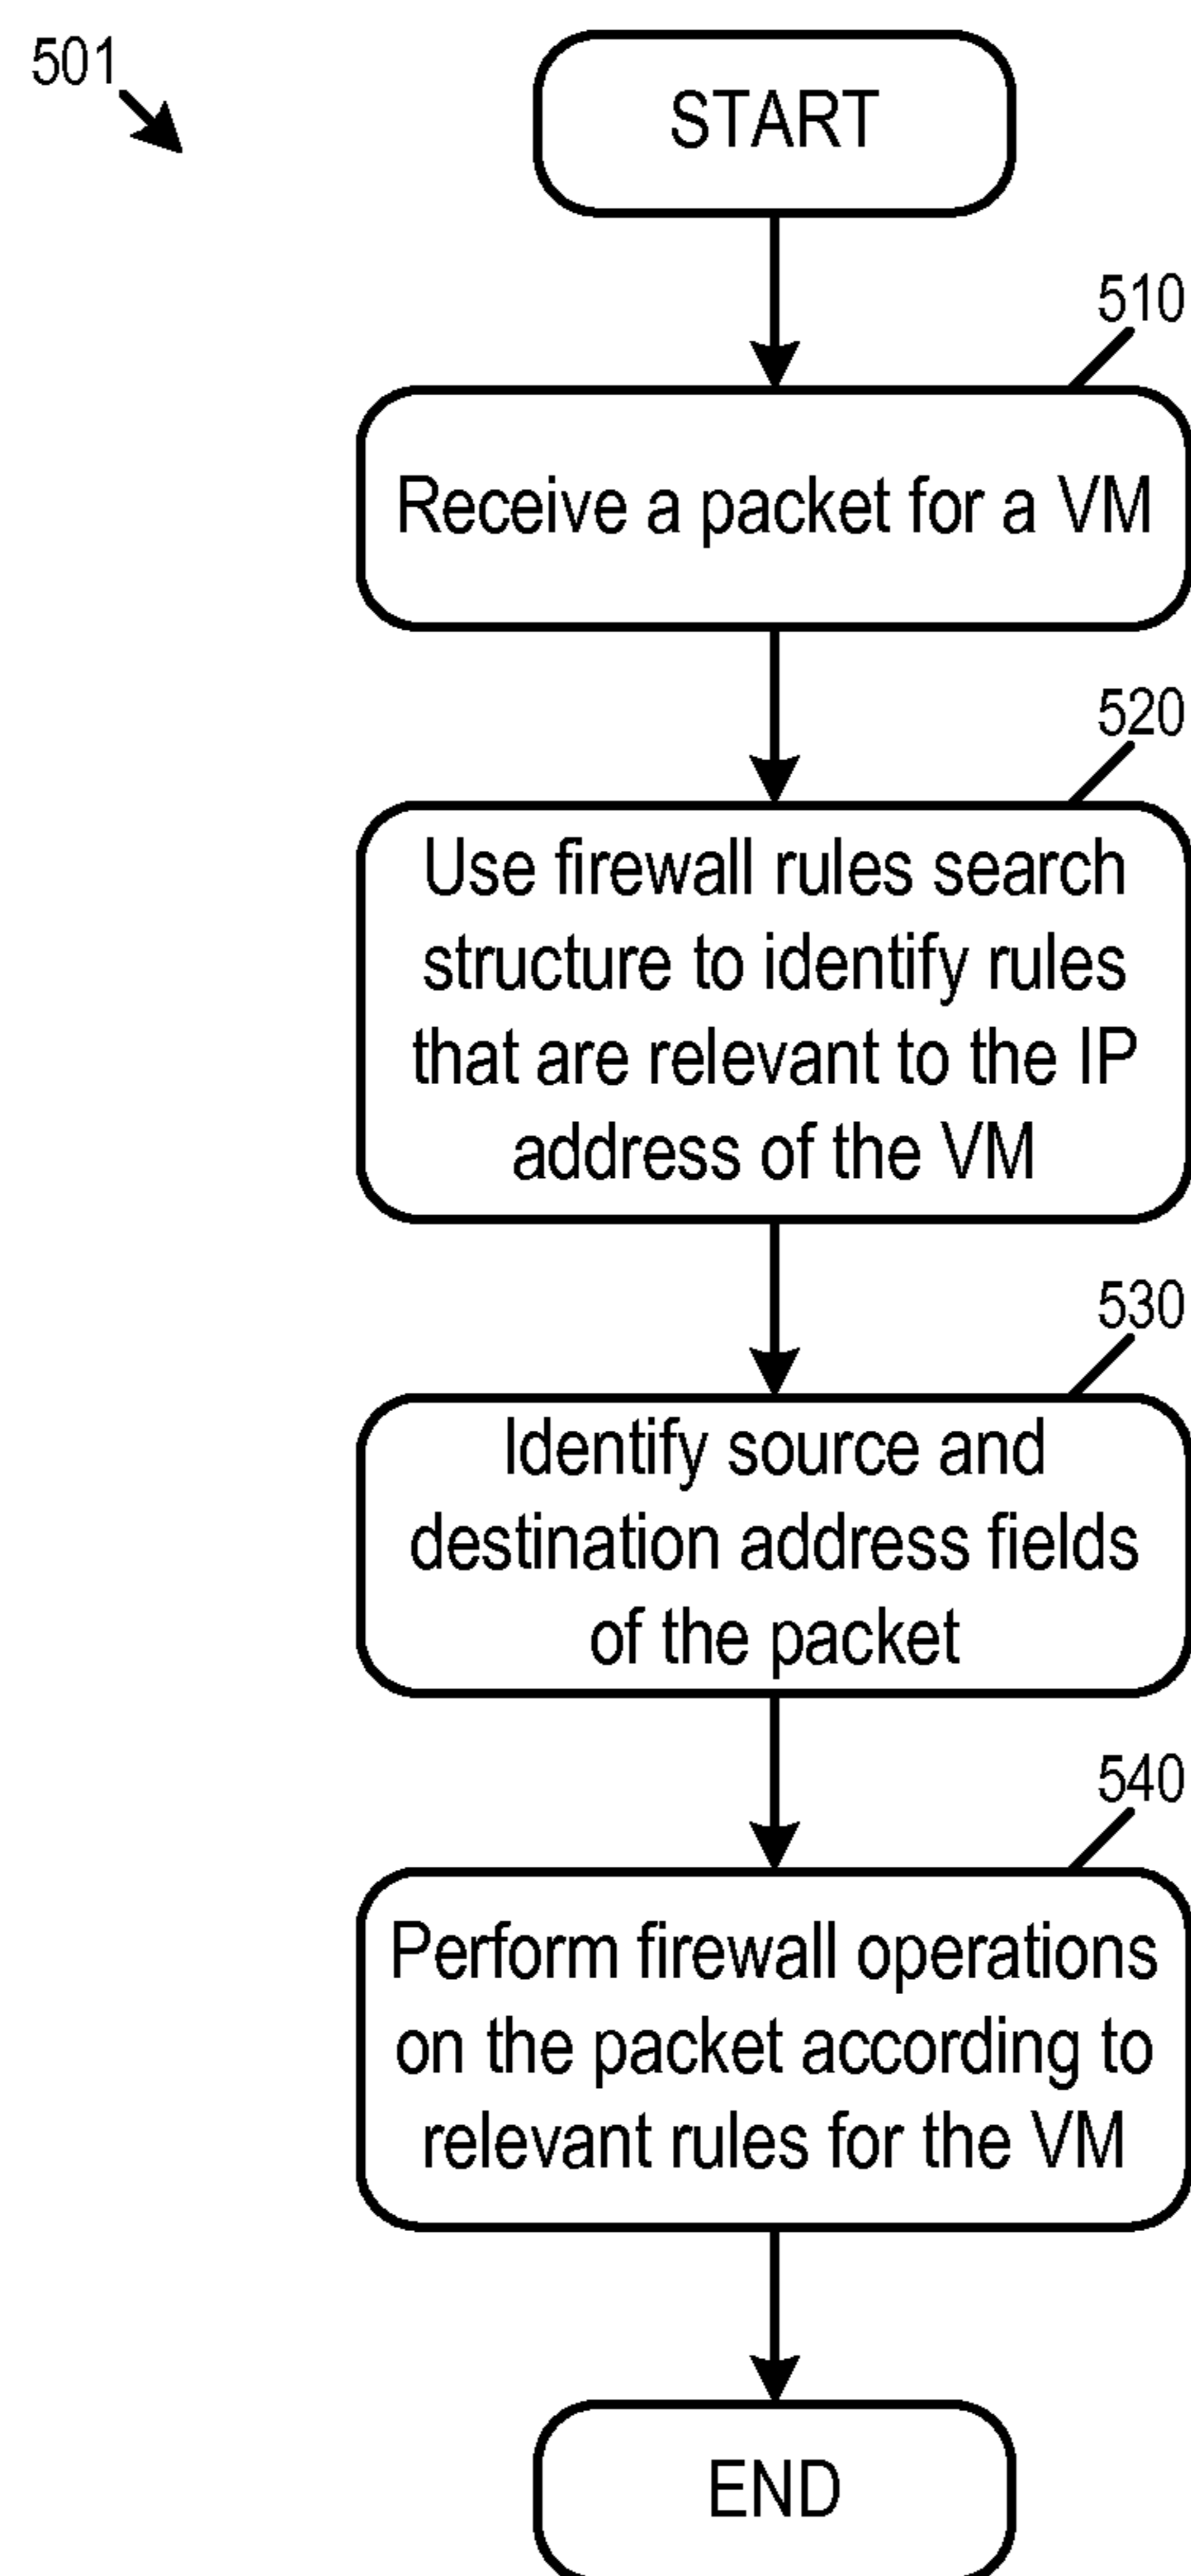 501
START
510
Receive a packet for a VM
520
Use firewall rules search
structure to identify rules
that are relevant to the IP
address of the VM
530
Identify source and
destination address fields
of the packet
540
Perform firewall operations
on the packet according to
relevant rules for the VM
END